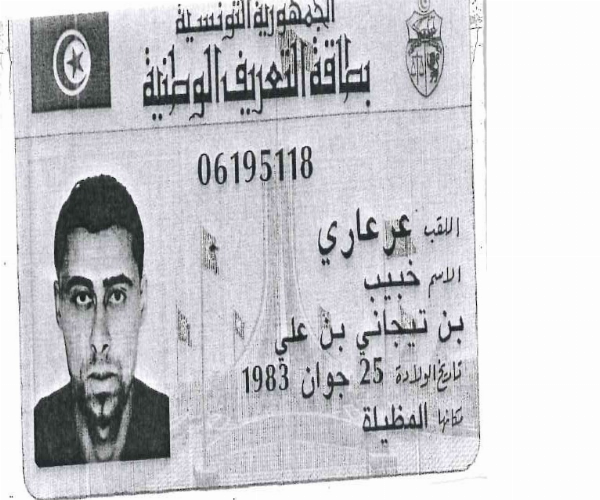 الجمهورية التونسية
بطاقة التعريف الوطنية
06195118
اللقب عرعاري
الاسم خبيب
بن تيجاني بن علي
تاريخ الولادة 25 جوان 1983
مكانها المظيلة